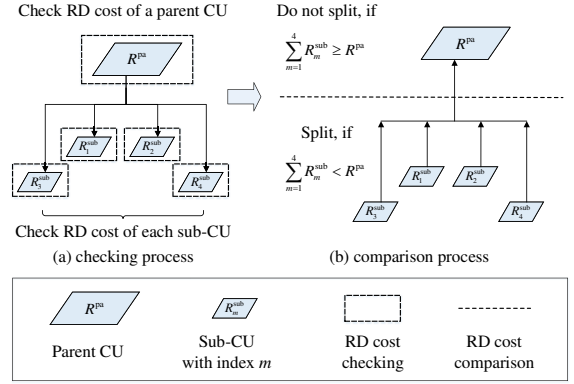 Check RD cost of a parent CU
R^pa
R_1^sub
R_2^sub
R_3^sub
R_4^sub
Check RD cost of each sub-CU
(a) checking process
Do not split, if
\sum_{m=1}^{4} R_m^sub ≥ R^pa
R^pa
Split, if
\sum_{m=1}^{4} R_m^sub < R^pa
R_1^sub
R_2^sub
R_3^sub
R_4^sub
(b) comparison process
R^pa
Parent CU
R_m^sub
Sub-CU
with index m
RD cost
checking
RD cost
comparison